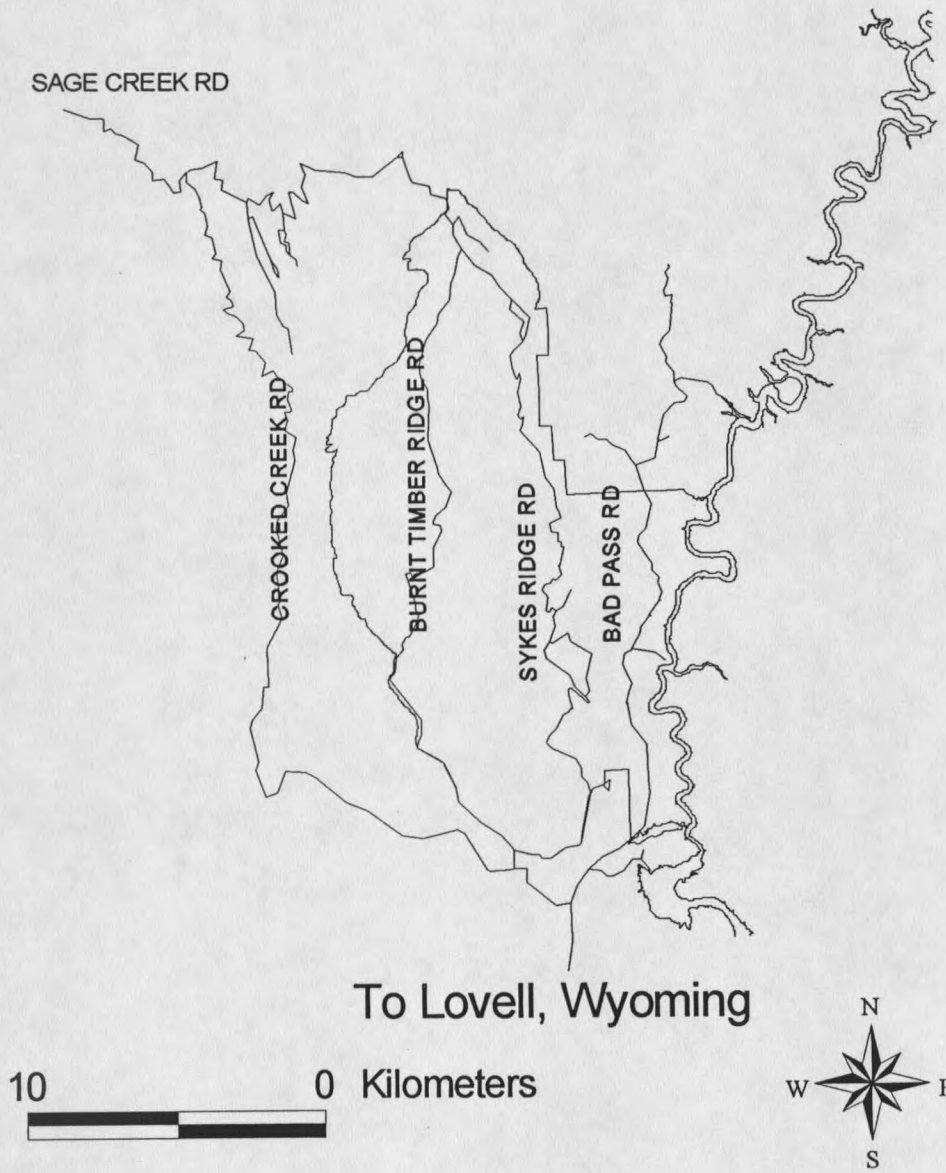 SAGE CREEK RD
CROOKED CREEK RD
BURNT TIMBER RIDGE RD
SYKES RIDGE RD
BAD PASS RD
To Lovell, Wyoming
10 0 Kilometers
N
W
S